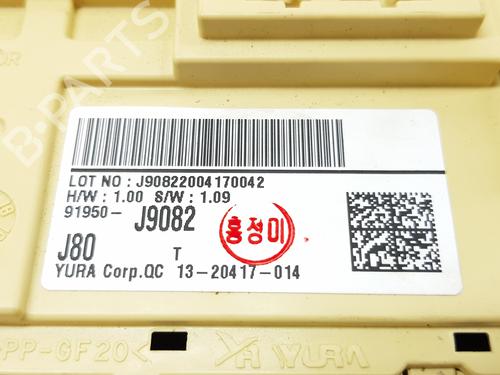 B-PARTS
LOT NO : J90822004170042
H/W : 1.00 S/W : 1.09
91950- J9082
홍정미
J80 T
YURA Corp.QC 13-20417-014
>PP-GF20<
YURA